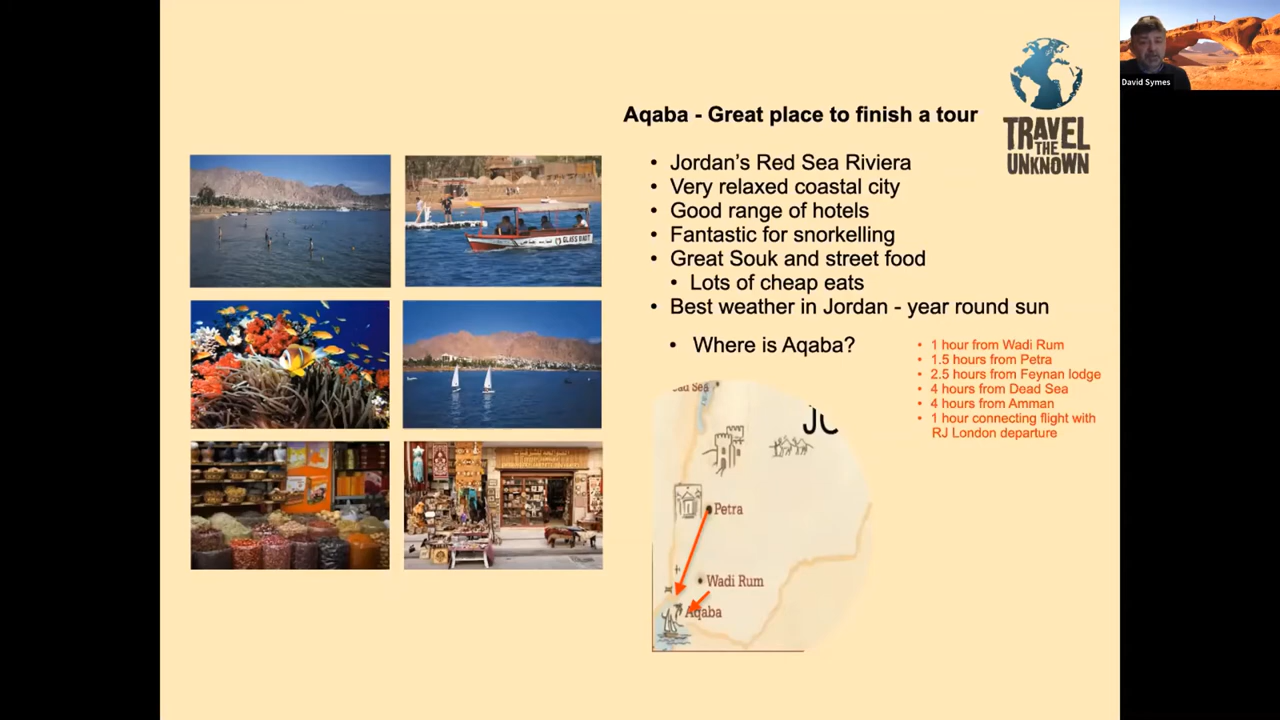 Aqaba - Great place to finish a tour
TRAVEL
THE
UNKNOWN
David Symes
• Jordan's Red Sea Riviera
• Very relaxed coastal city
• Good range of hotels
• Fantastic for snorkelling
• Great Souk and street food
• Lots of cheap eats
• Best weather in Jordan - year round sun
• Where is Aqaba?
• 1 hour from Wadi Rum
• 1.5 hours from Petra
• 2.5 hours from Feynan lodge
• 4 hours from Dead Sea
• 4 hours from Amman
• 1 hour connecting flight with
RJ London departure
ead Sea
JO
Petra
Wadi Rum
Aqaba